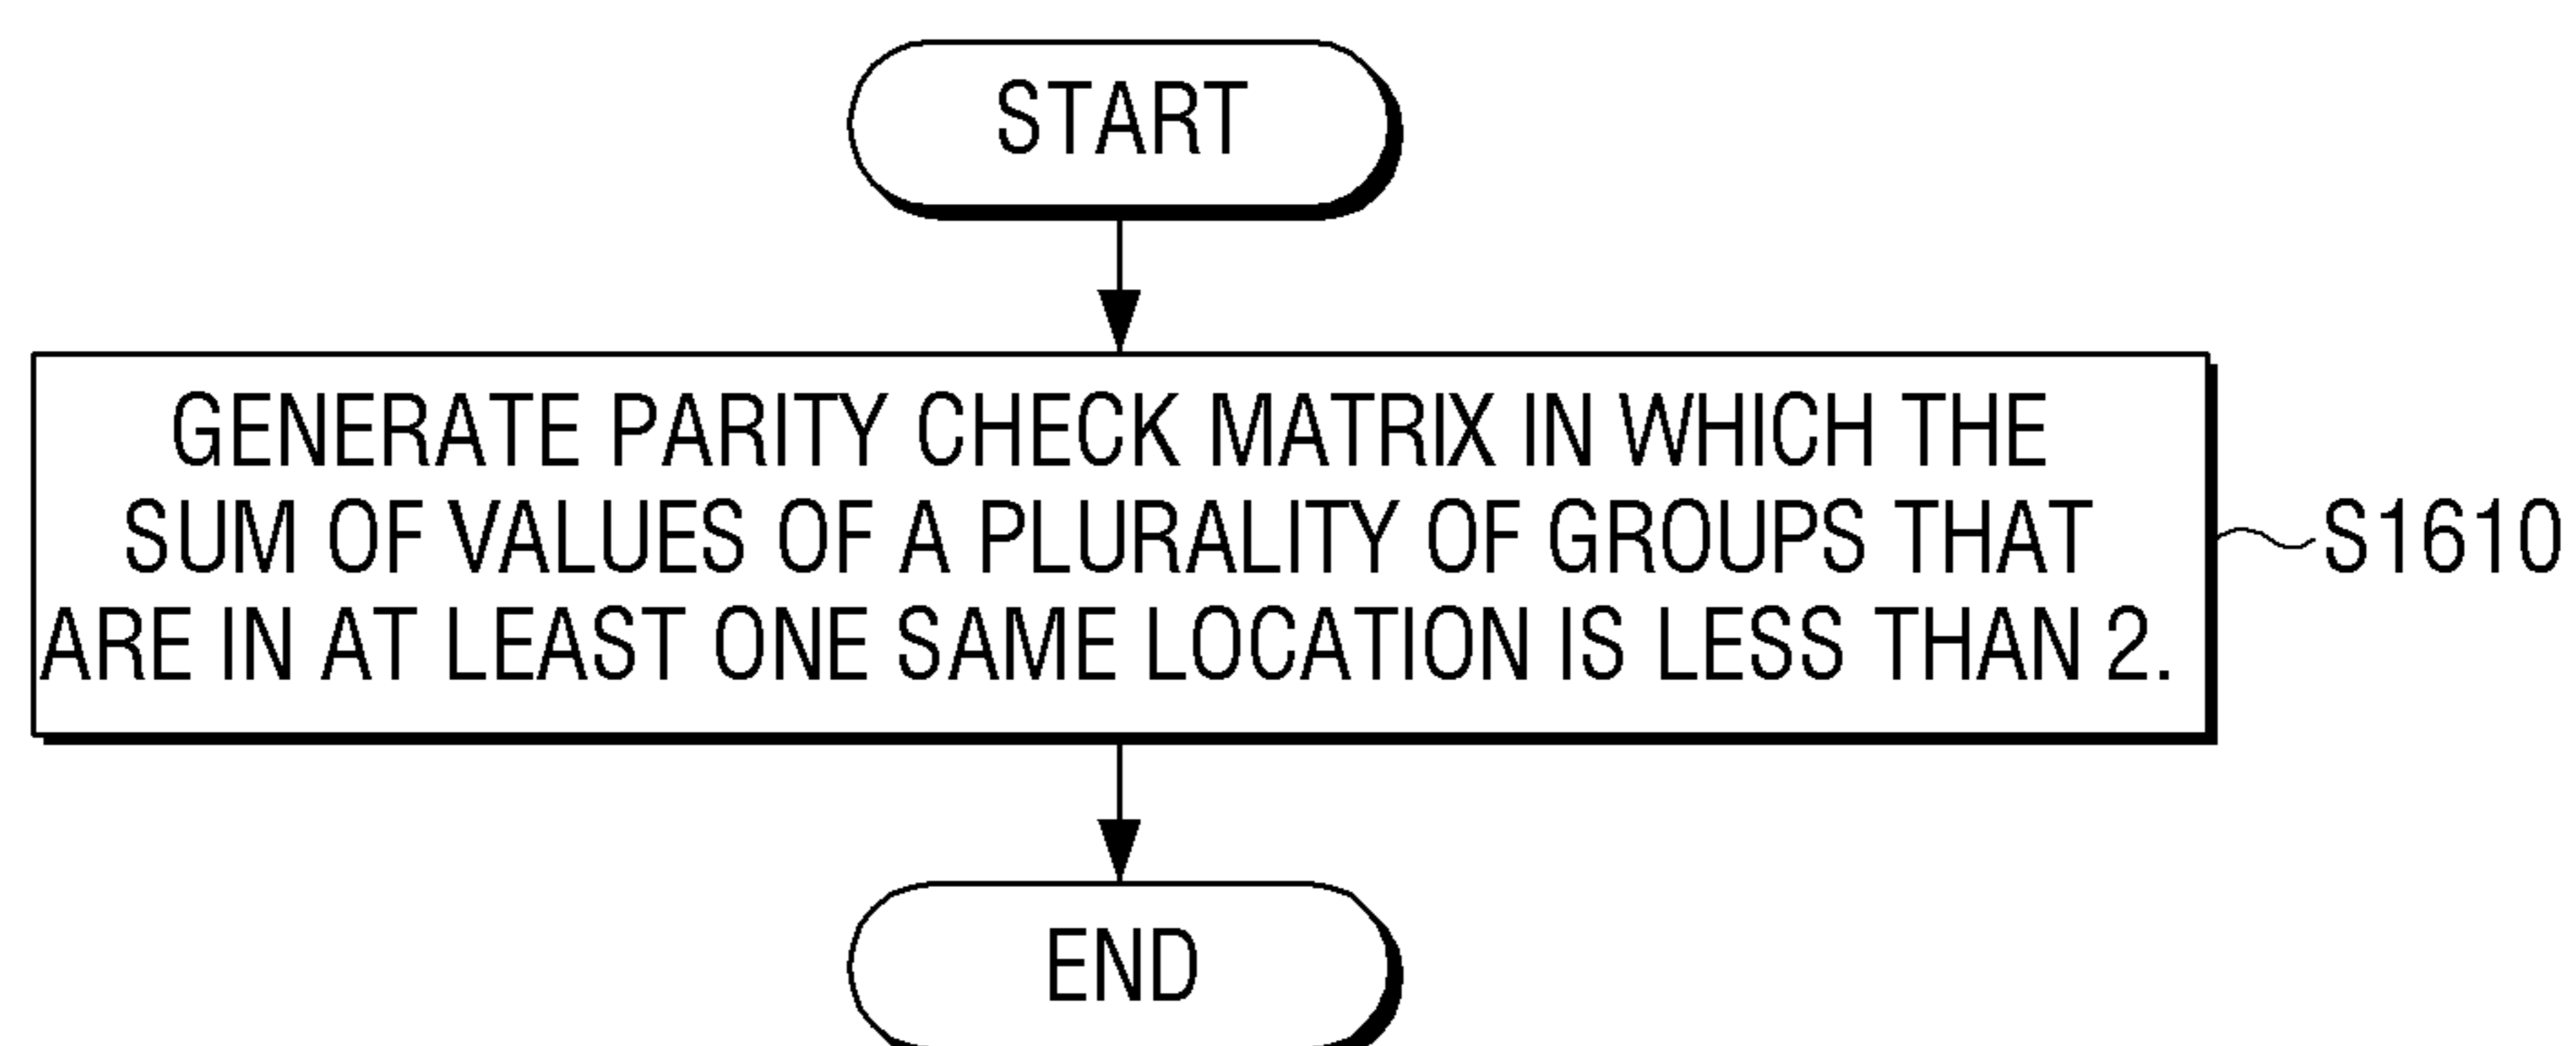 START
GENERATE PARITY CHECK MATRIX IN WHICH THE
SUM OF VALUES OF A PLURALITY OF GROUPS THAT
ARE IN AT LEAST ONE SAME LOCATION IS LESS THAN 2.
S1610
END